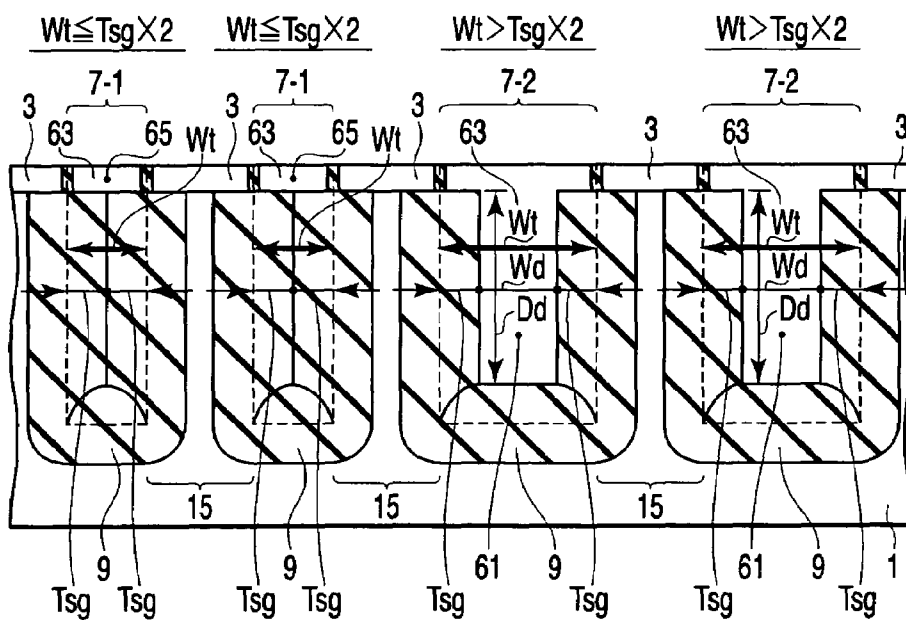 Wt≦Tsg×2 Wt≦Tsg×2 Wt>Tsg×2 Wt>Tsg×2
7-1 7-1 7-2 7-2
3 63 65 Wt 3 63 65 Wt 3 63 3 63 3
Wt Wt
Wd Wd
Dd Dd
15 15 15
Tsg 9 Tsg Tsg 9 Tsg Tsg 61 9 Tsg Tsg 61 9 Tsg 1